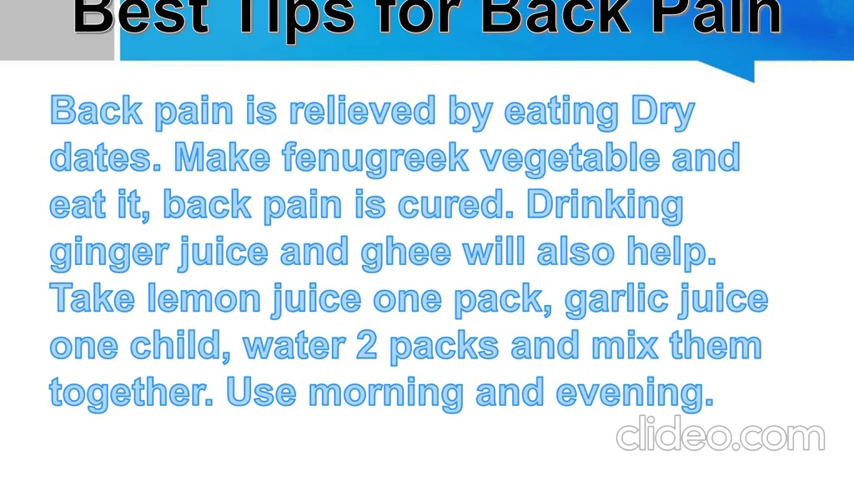 Best Tips for Back Pain
Back pain is relieved by eating Dry
dates. Make fenugreek vegetable and
eat it, back pain is cured. Drinking
ginger juice and ghee will also help.
Take lemon juice one pack, garlic juice
one child, water 2 packs and mix them
together. Use morning and evening.
clideo.com